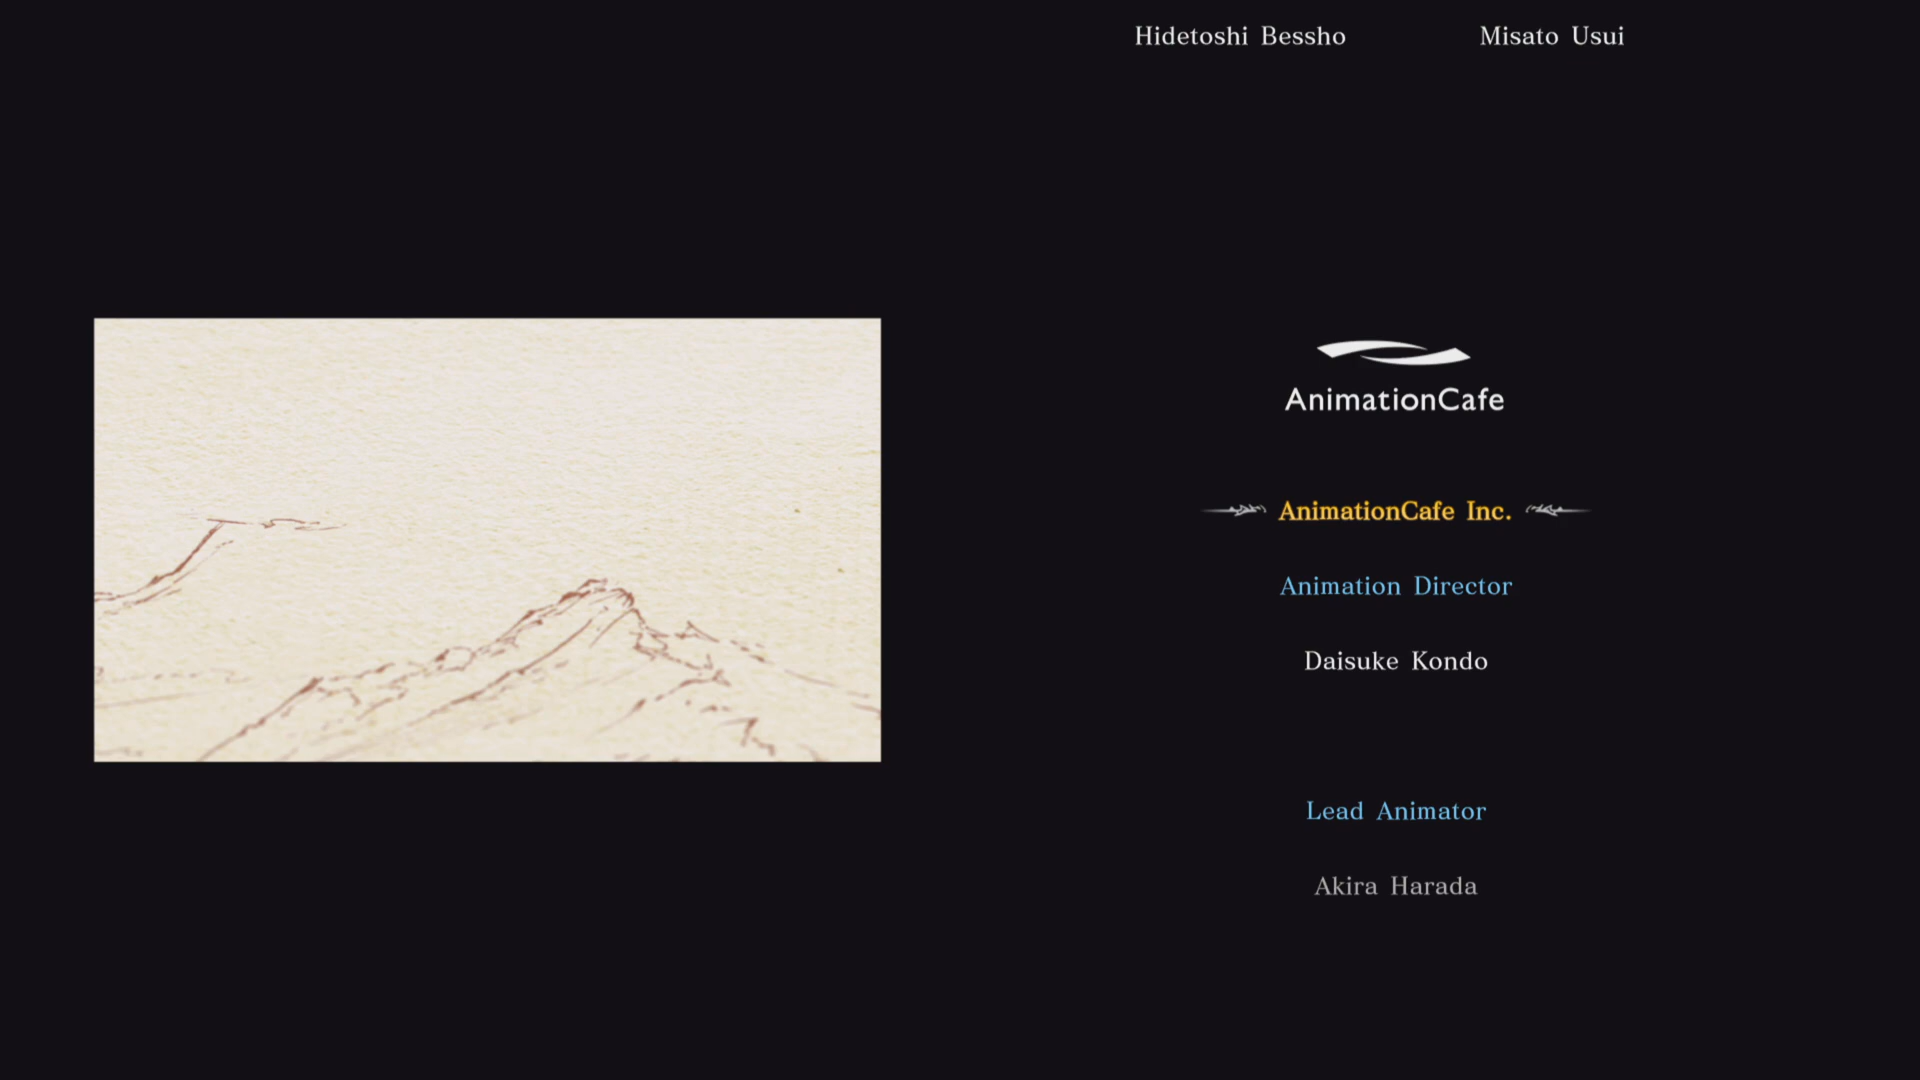 Hidetoshi Bessho Misato Usui
AnimationCafe
AnimationCafe Inc.
Animation Director
Daisuke Kondo
Lead Animator
Akira Harada